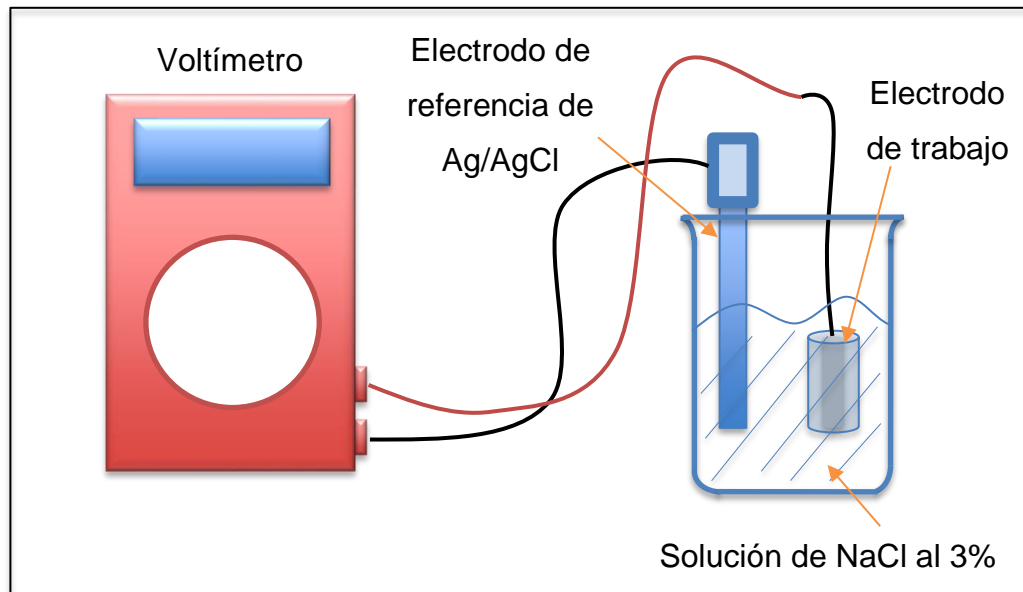 Voltímetro
Electrodo de
referencia de
Ag/AgCl
Electrodo
de trabajo
Solución de NaCl al 3%